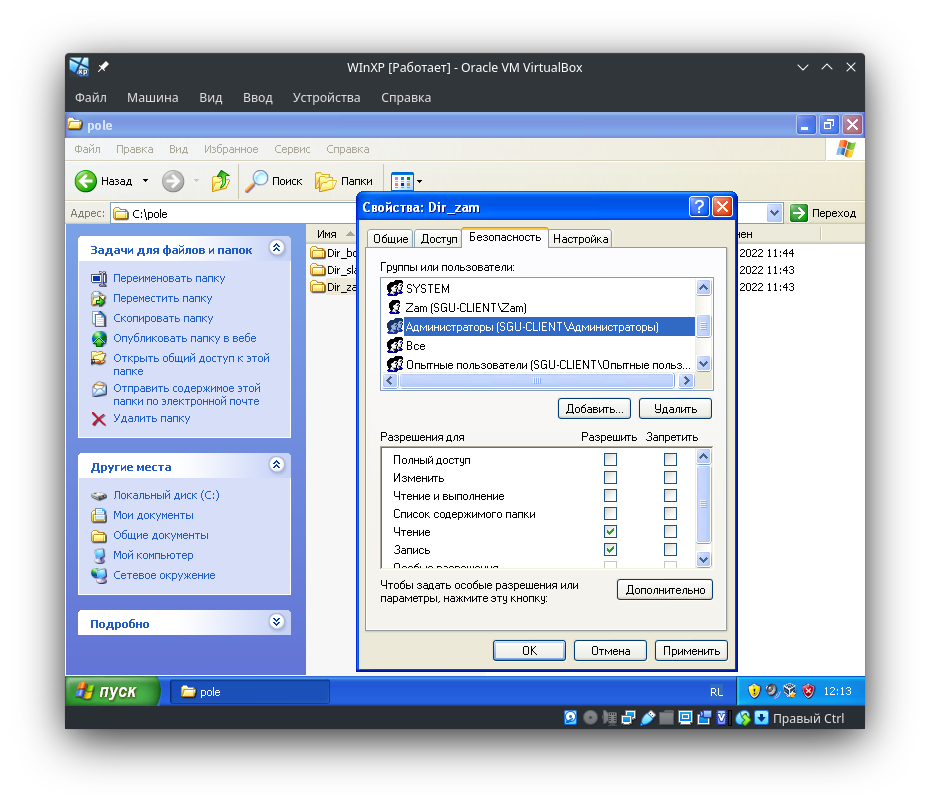 WInXP [Работает] - Oracle VM VirtualBox
Файл Машина Вид Ввод Устройства Справка
pole
Файл Правка Вид Избранное Сервис Справка
Назад Поиск Папки
Адрес: C:\pole Переход
Задачи для файлов и папок
Переименовать папку
Переместить папку
Скопировать папку
Опубликовать папку в вебе
Открыть общий доступ к этой
папке
Отправить содержимое этой
папки по электронной почте
Удалить папку
Другие места
Локальный диск (C:)
Мои документы
Общие документы
Мой компьютер
Сетевое окружение
Подробно
Имя
Dir_bo
Dir_sla
Dir_za
нен
2022 11:44
2022 11:43
2022 11:43
Свойства: Dir_zam
Общие Доступ Безопасность Настройка
Группы или пользователи:
SYSTEM
Zam (SGU-CLIENT\Zam)
Администраторы (SGU-CLIENT\Администраторы)
Все
Опытные пользователи (SGU-CLIENT\Опытные польз...
Добавить... Удалить
Разрешения для Разрешить Запретить
Полный доступ
Изменить
Чтение и выполнение
Список содержимого папки
Чтение
Запись
Особые разрешения
Чтобы задать особые разрешения или
параметры, нажмите эту кнопку:
Дополнительно
OK Отмена Применить
пуск pole RL 12:13
Правый Ctrl